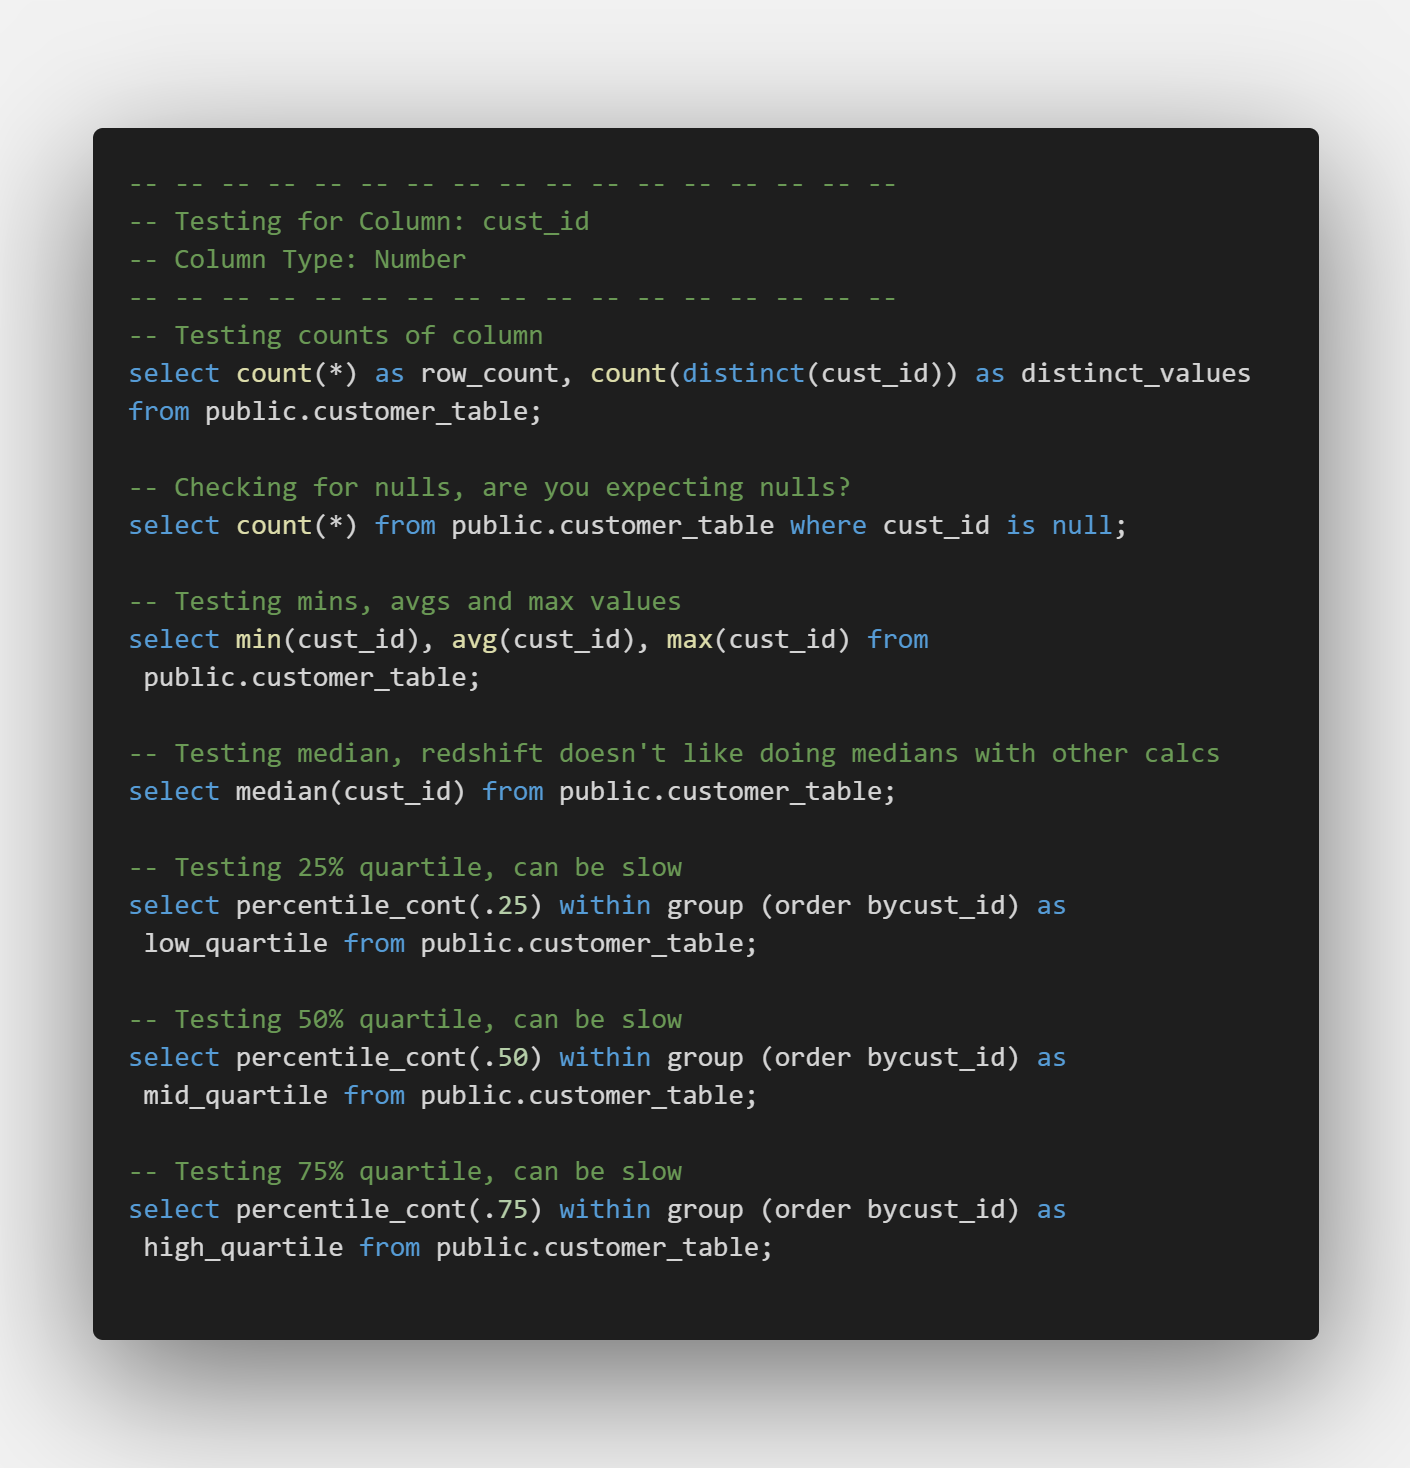 -- -- -- -- -- -- -- -- -- -- -- -- -- -- -- -- --
-- Testing for Column: cust_id
-- Column Type: Number
-- -- -- -- -- -- -- -- -- -- -- -- -- -- -- -- --
-- Testing counts of column
select count(*) as row_count, count(distinct(cust_id)) as distinct_values
from public.customer_table;
-- Checking for nulls, are you expecting nulls?
select count(*) from public.customer_table where cust_id is null;
-- Testing mins, avgs and max values
select min(cust_id), avg(cust_id), max(cust_id) from
 public.customer_table;
-- Testing median, redshift doesn't like doing medians with other calcs
select median(cust_id) from public.customer_table;
-- Testing 25% quartile, can be slow
select percentile_cont(.25) within group (order bycust_id) as
 low_quartile from public.customer_table;
-- Testing 50% quartile, can be slow
select percentile_cont(.50) within group (order bycust_id) as
 mid_quartile from public.customer_table;
-- Testing 75% quartile, can be slow
select percentile_cont(.75) within group (order bycust_id) as
 high_quartile from public.customer_table;